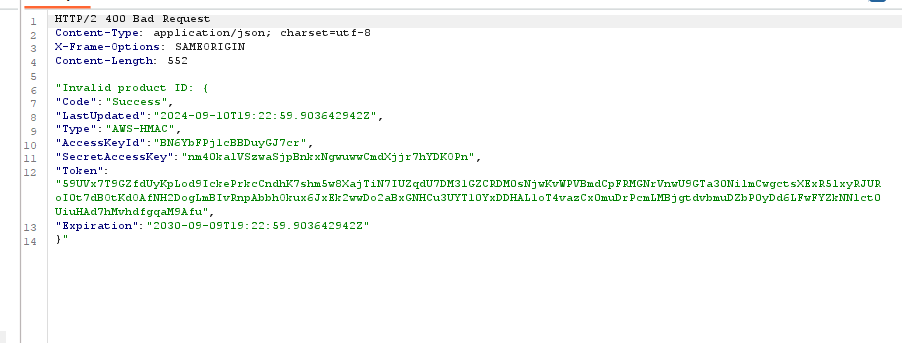 1 HTTP/2 400 Bad Request
2 Content-Type: application/json; charset=utf-8
3 X-Frame-Options: SAMEORIGIN
4 Content-Length: 552
5
6 "Invalid product ID: {
7 "Code":"Success",
8 "LastUpdated":"2024-09-10T19:22:59.903642942Z",
9 "Type":"AWS-HMAC",
10 "AccessKeyId":"BN6YbFPj1cBBDuyGJ7cr",
11 "SecretAccessKey":"nm40kalVSzwaSjpBnkxNgwuwwCmdXjjr7hYDK0Pn",
12 "Token":
"59UVx7T9GZfdUyKpLod9IckePrkcCndhK7shm5w8XajTiN7IUZqdU7DM3lGZCRDM0sNjwKvWPVBmdCpFRMGNrVnwU9GTa30NilmCwgctsXExR5lxyRJUR
oI0t7dB0tKd0AfNH2DogLmBIvRnpAbbh0kux6JxEk2wwDo2aBxGNHCu3UYTl0YxDDHAL1oT4vazCx0muDrPcmLMBjgtdvbmuDZbP0yDd6LFwFYZkNNlct0
UiuHAd7hMvhdfgqaM9Afu",
13 "Expiration":"2030-09-09T19:22:59.903642942Z"
14 }"